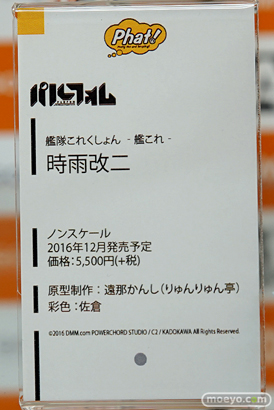 Phat!
パルフォム
艦隊これくしょん - 艦これ -
時雨改二
ノンスケール
2016年12月発売予定
価格：5,500円(+税)
原型制作：遠那かんし(りゅんりゅん亭)
彩色：佐倉
©2016 DMM.com POWERCHORD STUDIO / C2 / KADOKAWA All Rights Reserved.
moeyo.com